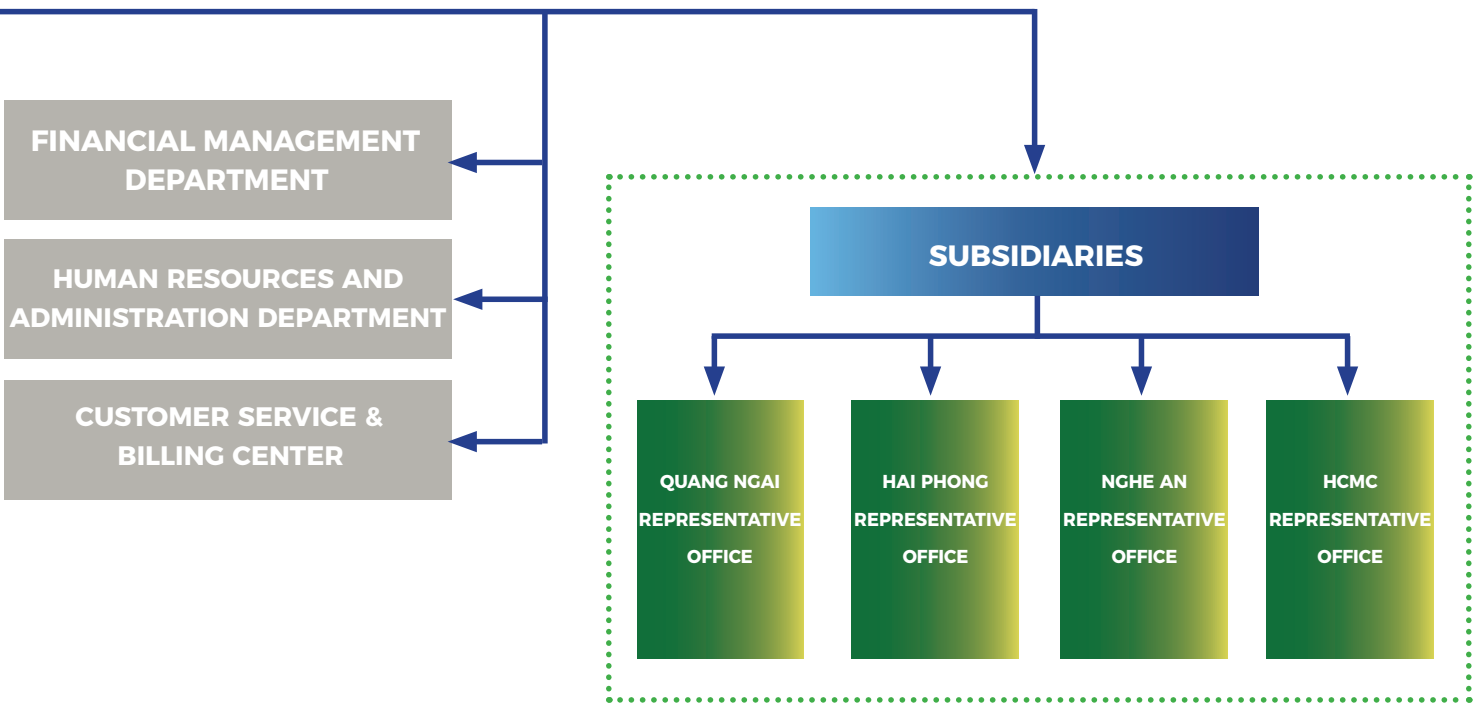 FINANCIAL MANAGEMENT
DEPARTMENT
HUMAN RESOURCES AND
ADMINISTRATION DEPARTMENT
CUSTOMER SERVICE &
BILLING CENTER
SUBSIDIARIES
QUANG NGAI
REPRESENTATIVE
OFFICE
HAI PHONG
REPRESENTATIVE
OFFICE
NGHE AN
REPRESENTATIVE
OFFICE
HCMC
REPRESENTATIVE
OFFICE